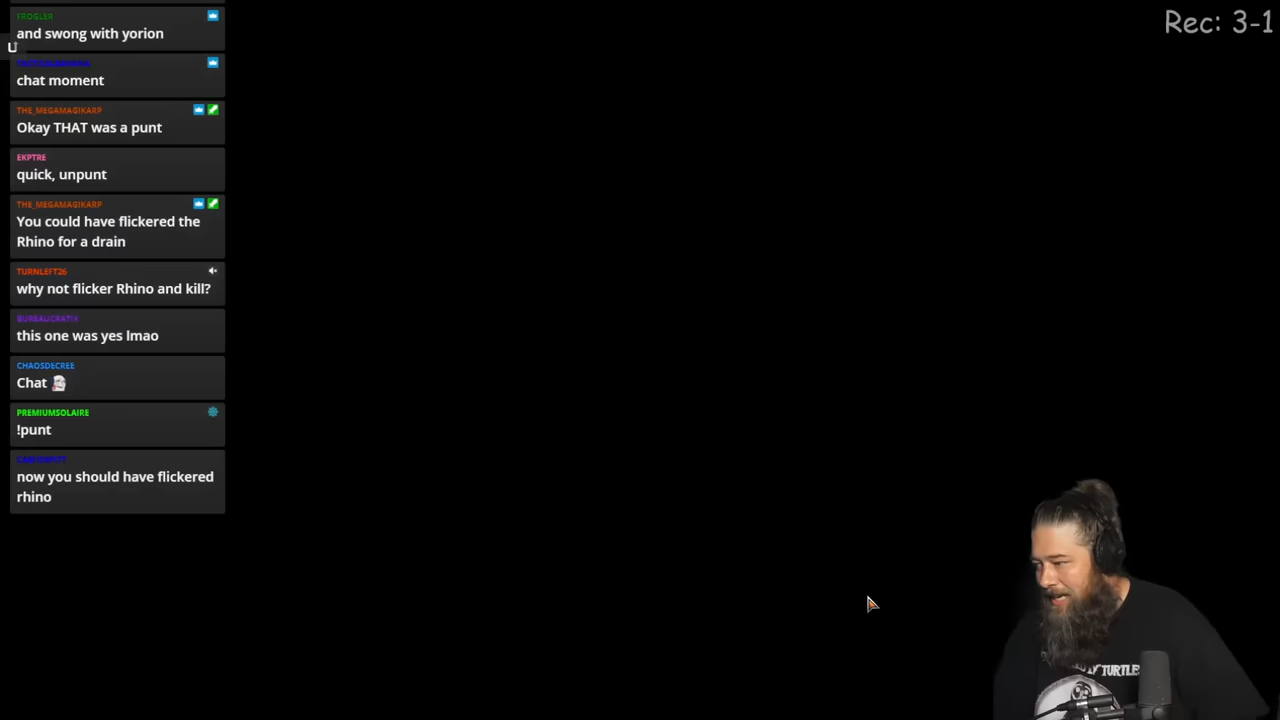 Rec: 3-1
FROGLER
and swong with yorion
chat moment
THE_MEGAMAGIKARP
Okay THAT was a punt
EKPTRE
quick, unpunt
THE_MEGAMAGIKARP
You could have flickered the
Rhino for a drain
TURNLEFT26
why not flicker Rhino and kill?
this one was yes lmao
CHAOSDECREE
Chat
PREMIUMSOLAIRE
!punt
now you should have flickered
rhino
TURTLE